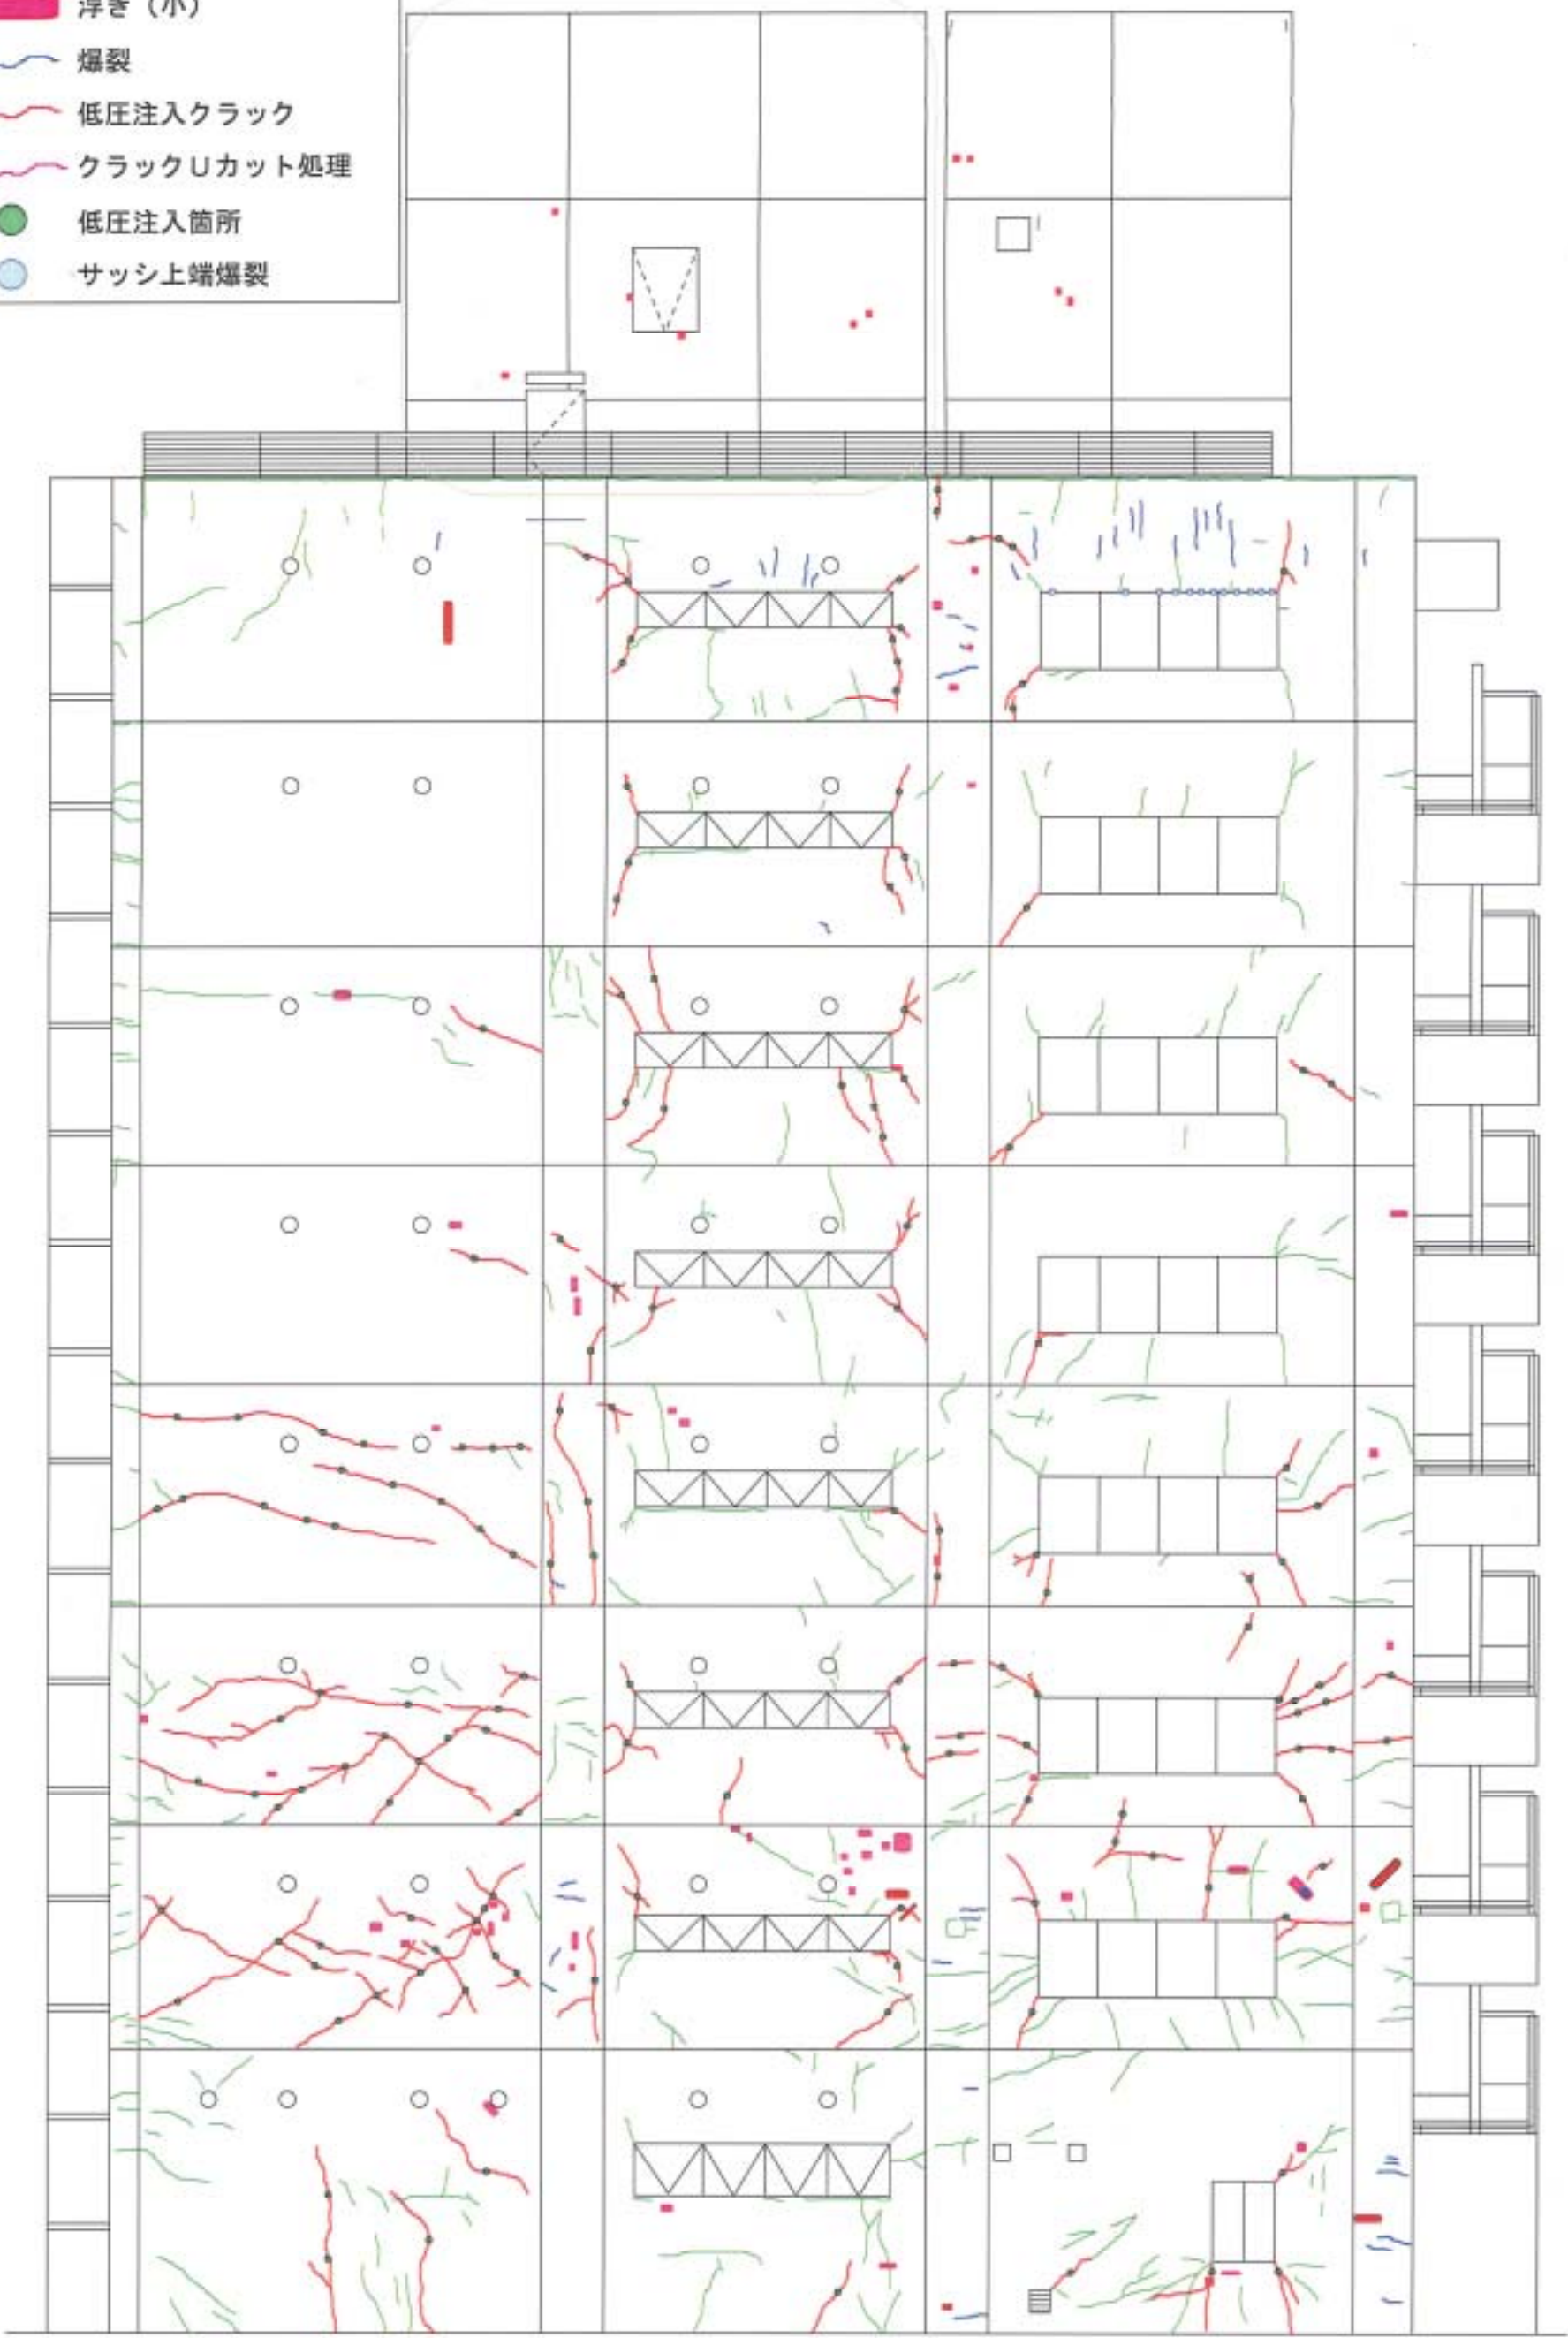 浮き（小）
爆裂
低圧注入クラック
クラックＵカット処理
低圧注入箇所
サッシ上端爆裂